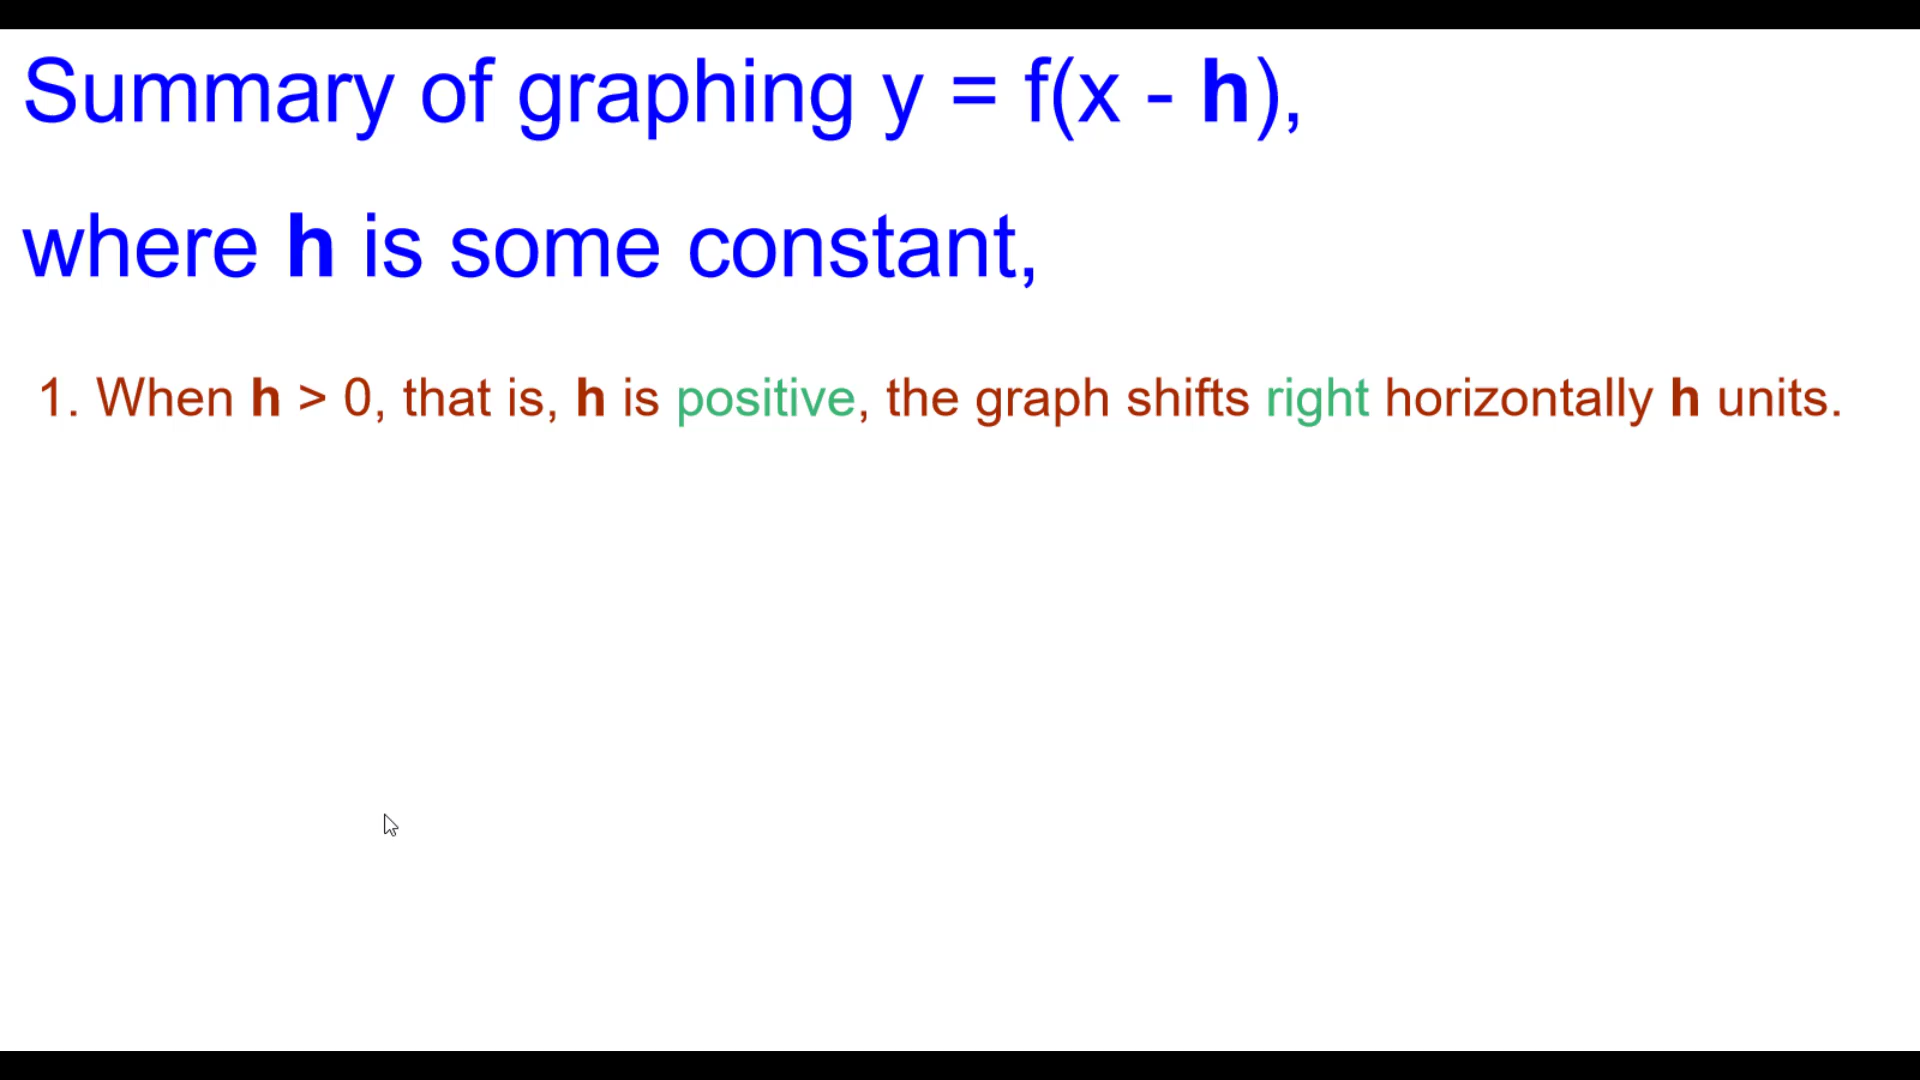 Summary of graphing y = f(x - h),
where h is some constant,
1. When h > 0, that is, h is positive, the graph shifts right horizontally h units.